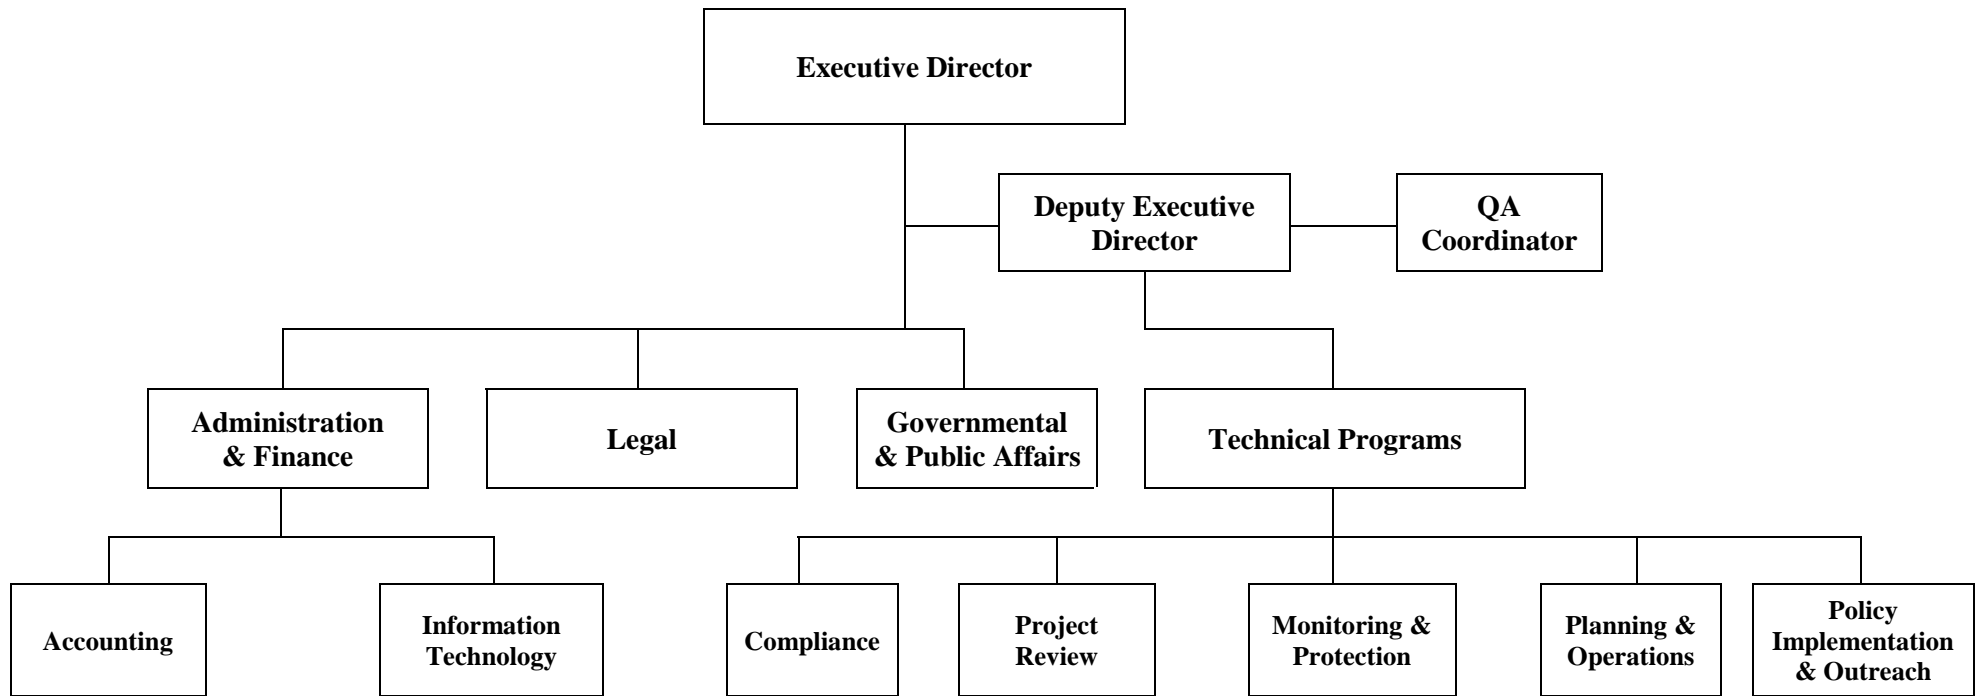 Executive Director
Deputy Executive
Director
QA
Coordinator
Administration
& Finance
Legal
Governmental
& Public Affairs
Technical Programs
Accounting
Information
Technology
Compliance
Project
Review
Monitoring &
Protection
Planning &
Operations
Policy
Implementation
& Outreach